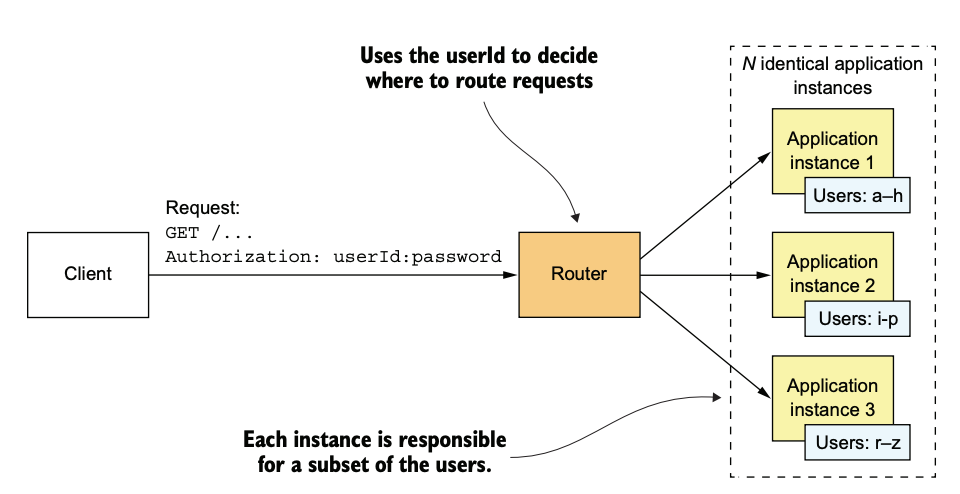 Uses the userId to decide
where to route requests
N identical application
instances
Application
instance 1
Users: a–h
Request:
GET /...
Authorization: userId:password
Client
Router
Application
instance 2
Users: i-p
Application
instance 3
Users: r–z
Each instance is responsible
for a subset of the users.